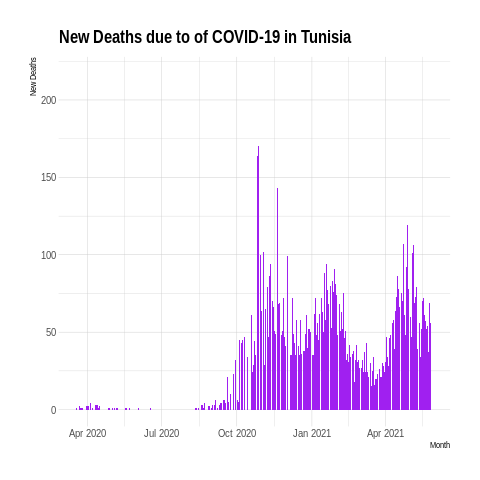 New Deaths due to of COVID-19 in Tunisia
New Deaths
200
150
100
50
0
Apr 2020 Jul 2020 Oct 2020 Jan 2021 Apr 2021
Month